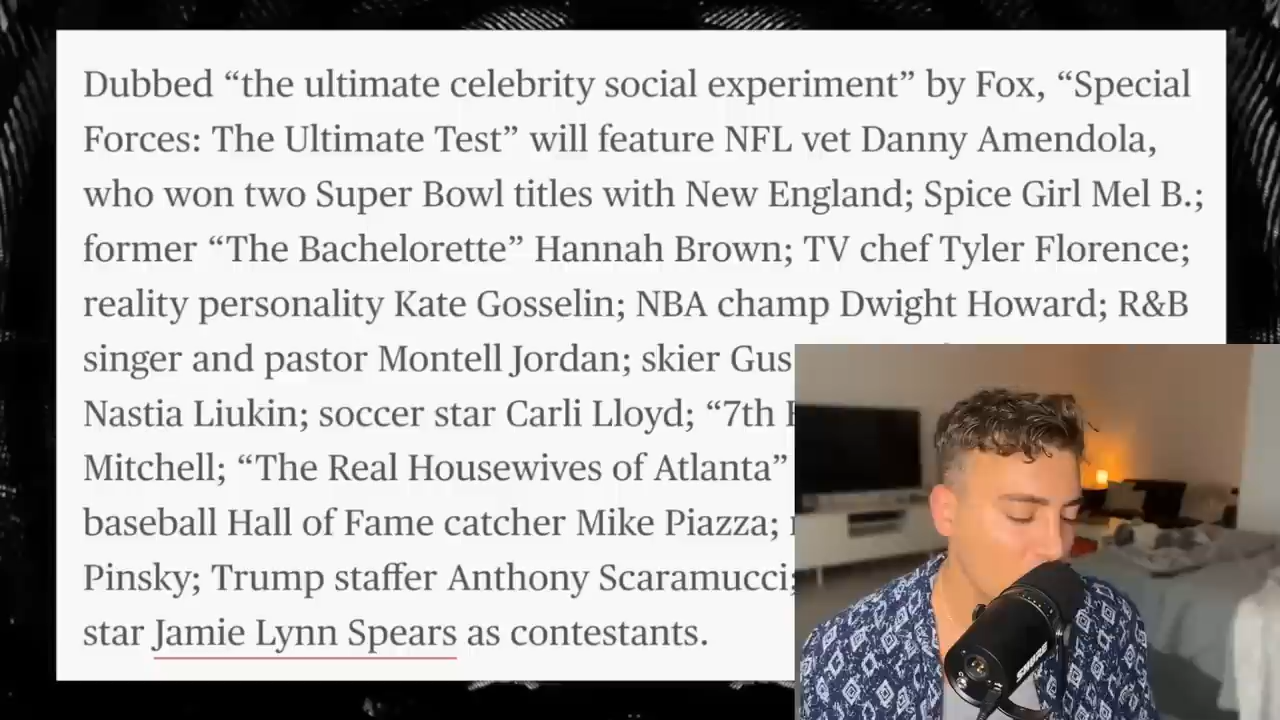 Dubbed “the ultimate celebrity social experiment” by Fox, “Special
Forces: The Ultimate Test” will feature NFL vet Danny Amendola,
who won two Super Bowl titles with New England; Spice Girl Mel B.;
former “The Bachelorette” Hannah Brown; TV chef Tyler Florence;
reality personality Kate Gosselin; NBA champ Dwight Howard; R&B
singer and pastor Montell Jordan; skier Gus
Nastia Liukin; soccer star Carli Lloyd; “7th
Mitchell; “The Real Housewives of Atlanta”
baseball Hall of Fame catcher Mike Piazza;
Pinsky; Trump staffer Anthony Scaramucci;
star Jamie Lynn Spears as contestants.
SHURE